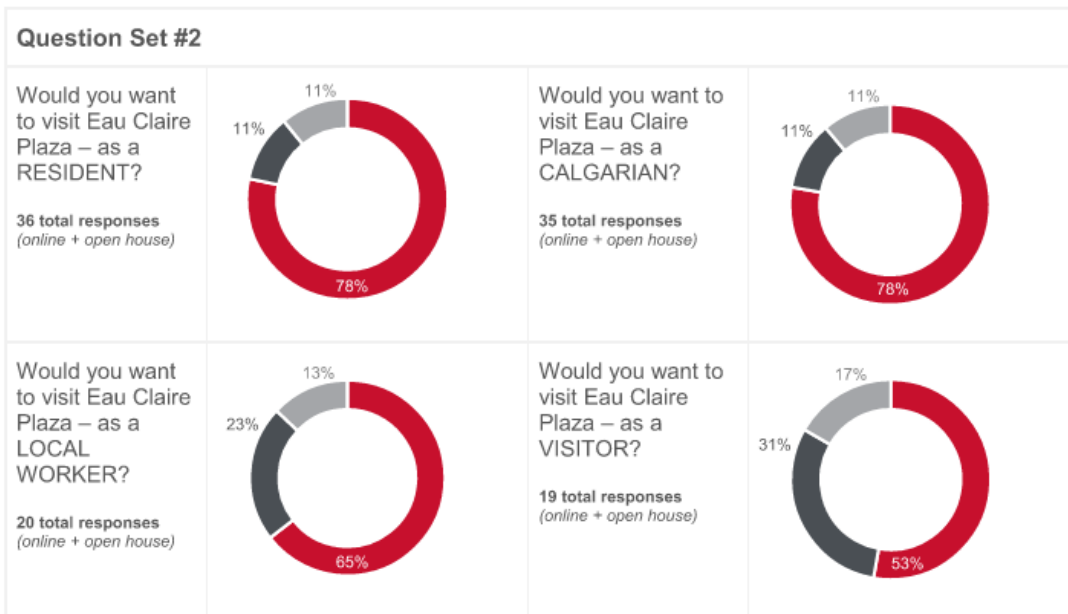 Question Set #2
Would you want
to visit Eau Claire
Plaza – as a
RESIDENT?
36 total responses
(online + open house)
11%
11%
78%
Would you want to
visit Eau Claire
Plaza – as a
CALGARIAN?
35 total responses
(online + open house)
11%
11%
78%
Would you want
to visit Eau Claire
Plaza – as a
LOCAL
WORKER?
20 total responses
(online + open house)
13%
23%
65%
Would you want to
visit Eau Claire
Plaza – as a
VISITOR?
19 total responses
(online + open house)
17%
31%
53%